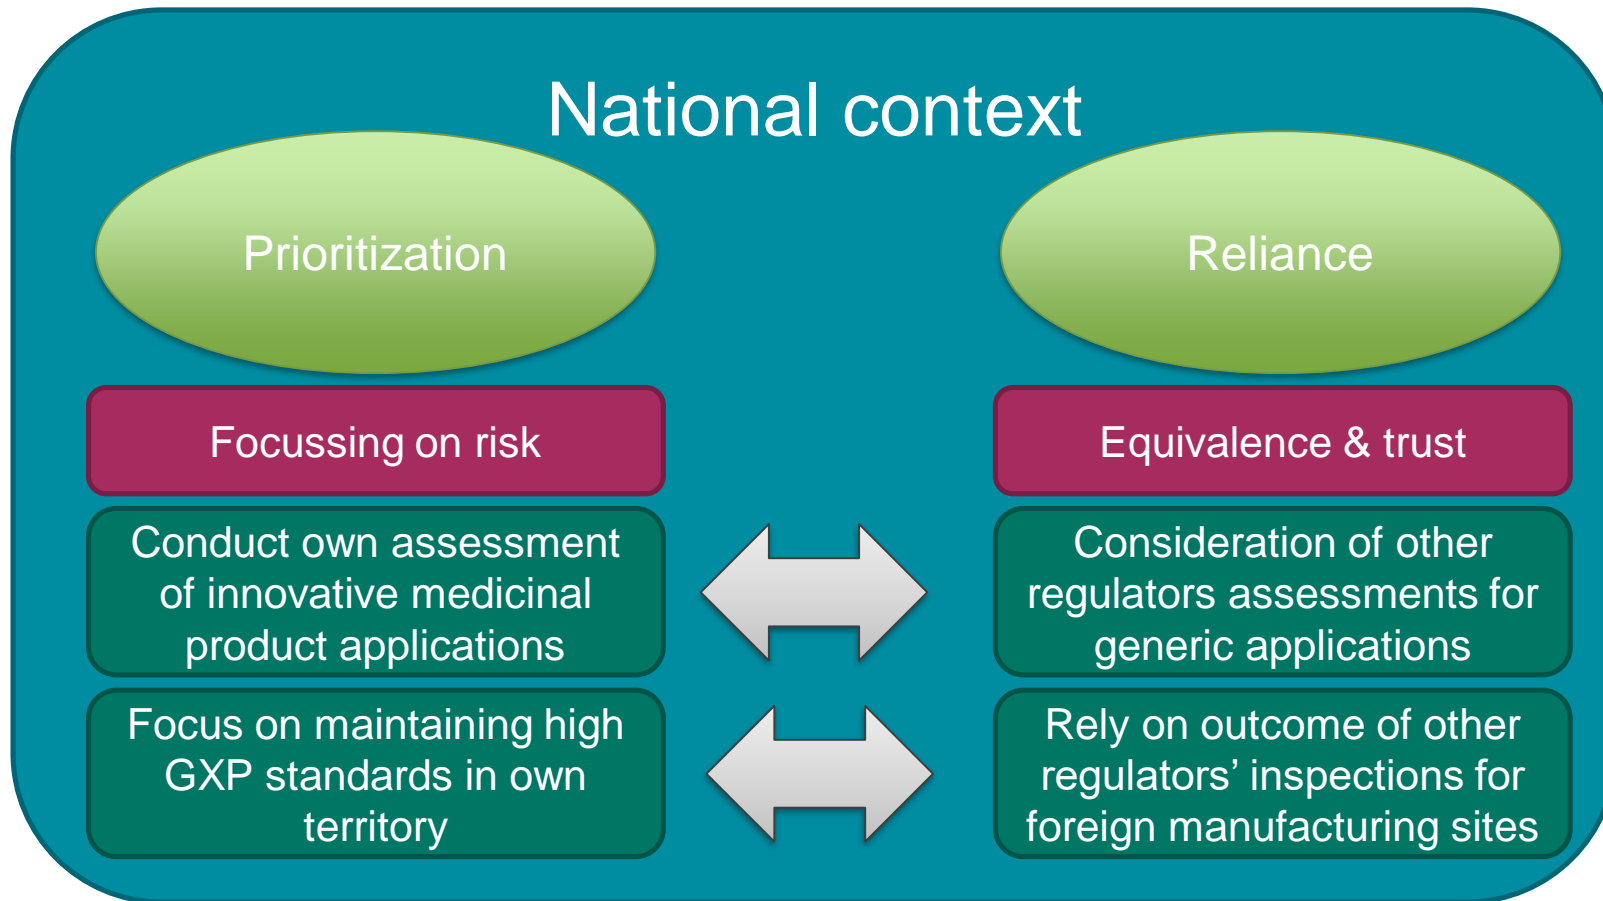 National context
Prioritization
Focussing on risk
Conduct own assessment
of innovative medicinal
product applications
Focus on maintaining high
GXP standards in own
territory
Reliance
Equivalence & trust
Consideration of other
regulators assessments for
generic applications
Rely on outcome of other
regulators’ inspections for
foreign manufacturing sites